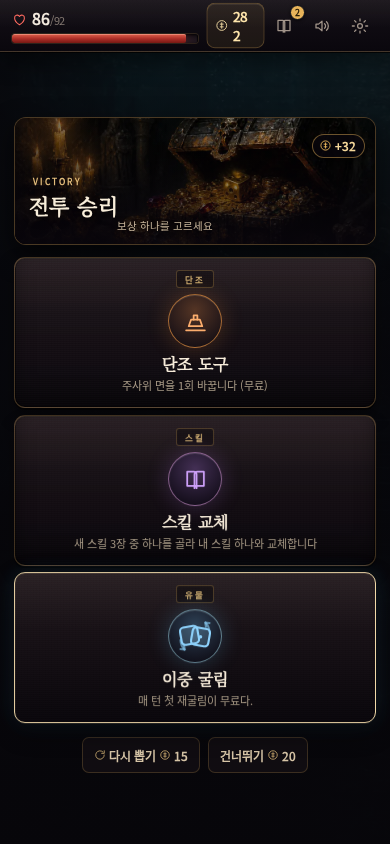 86/92
28
2
2
+32
VICTORY
전투 승리
보상 하나를 고르세요
단조
단조 도구
주사위 면을 1회 바꿉니다 (무료)
스킬
스킬 교체
새 스킬 3장 중 하나를 골라 내 스킬 하나와 교체합니다
유물
이중 굴림
매 턴 첫 재굴림이 무료다.
다시 뽑기 15
건너뛰기 20